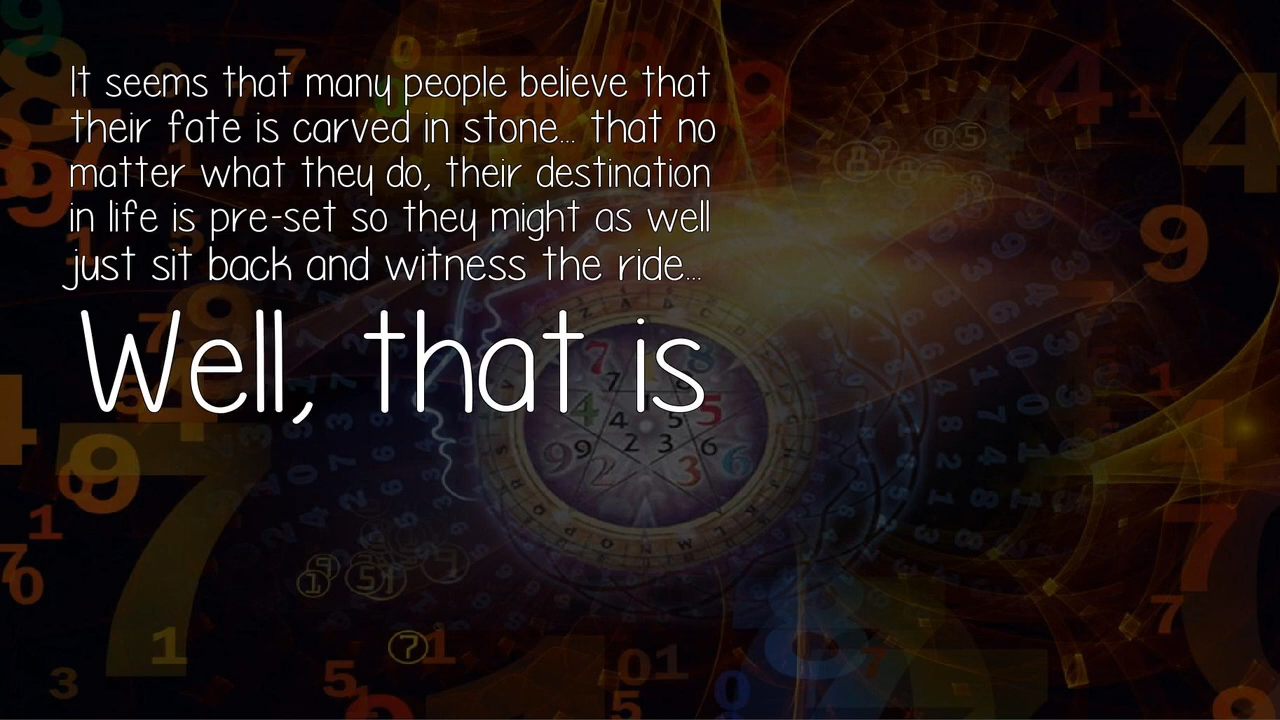 It seems that many people believe that
their fate is carved in stone... that no
matter what they do, their destination
in life is pre-set so they might as well
just sit back and witness the ride...
Well, that is